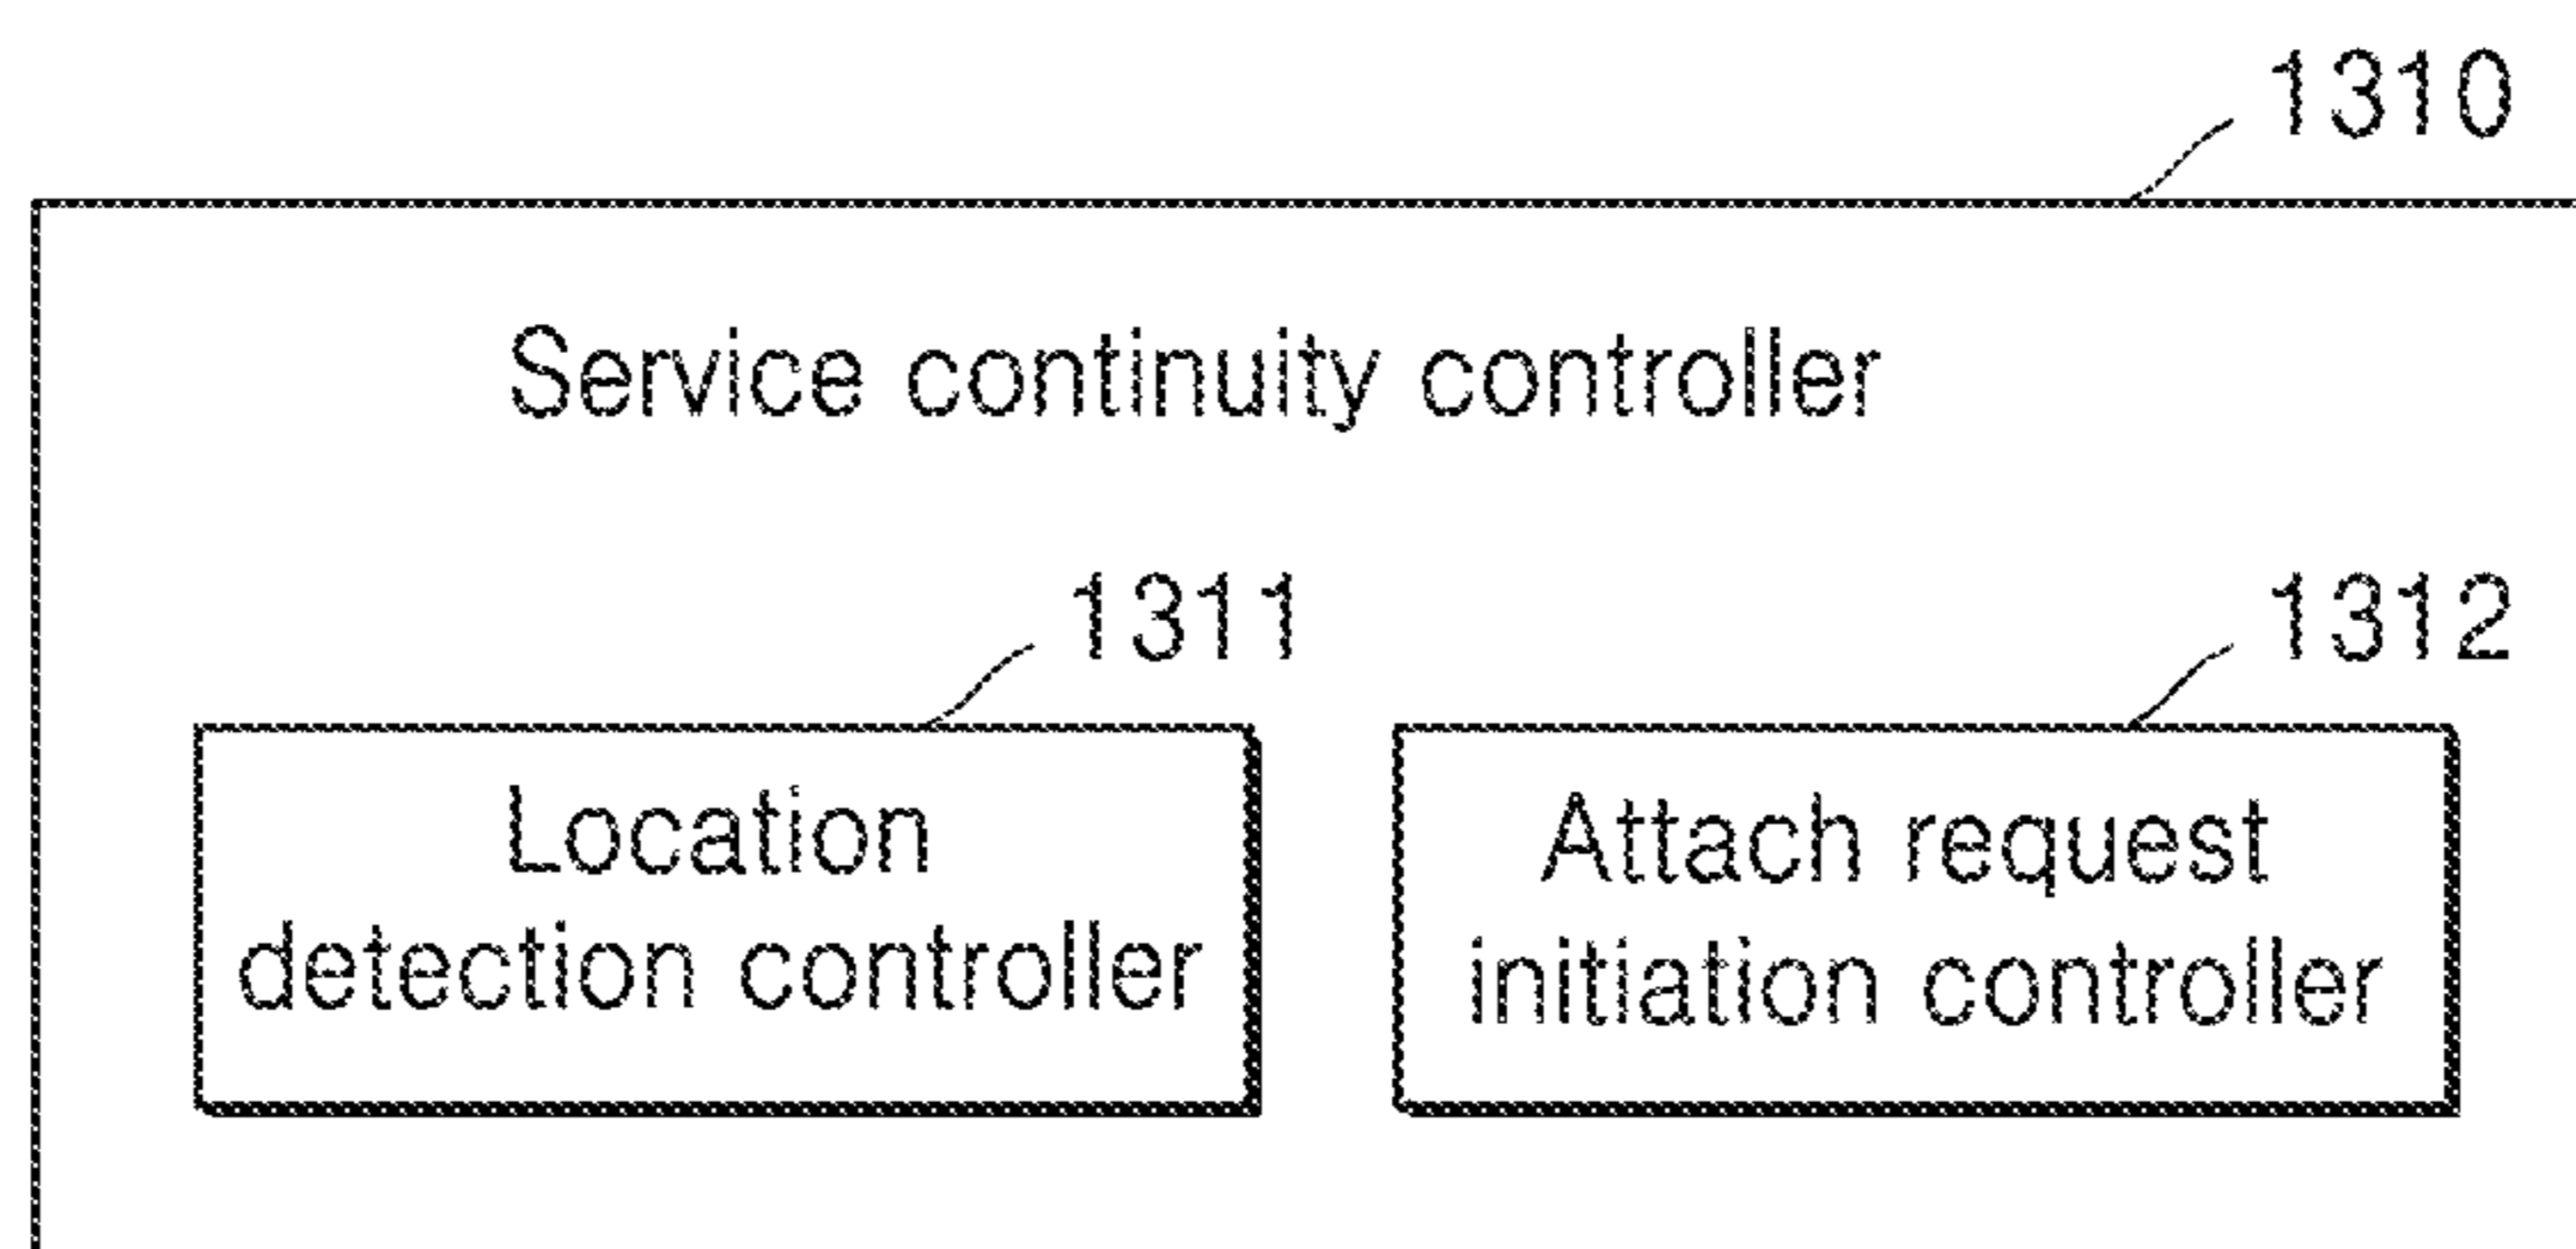 1310
Service continuity controller
1311
1312
Location
detection controller
Attach request
initiation controller